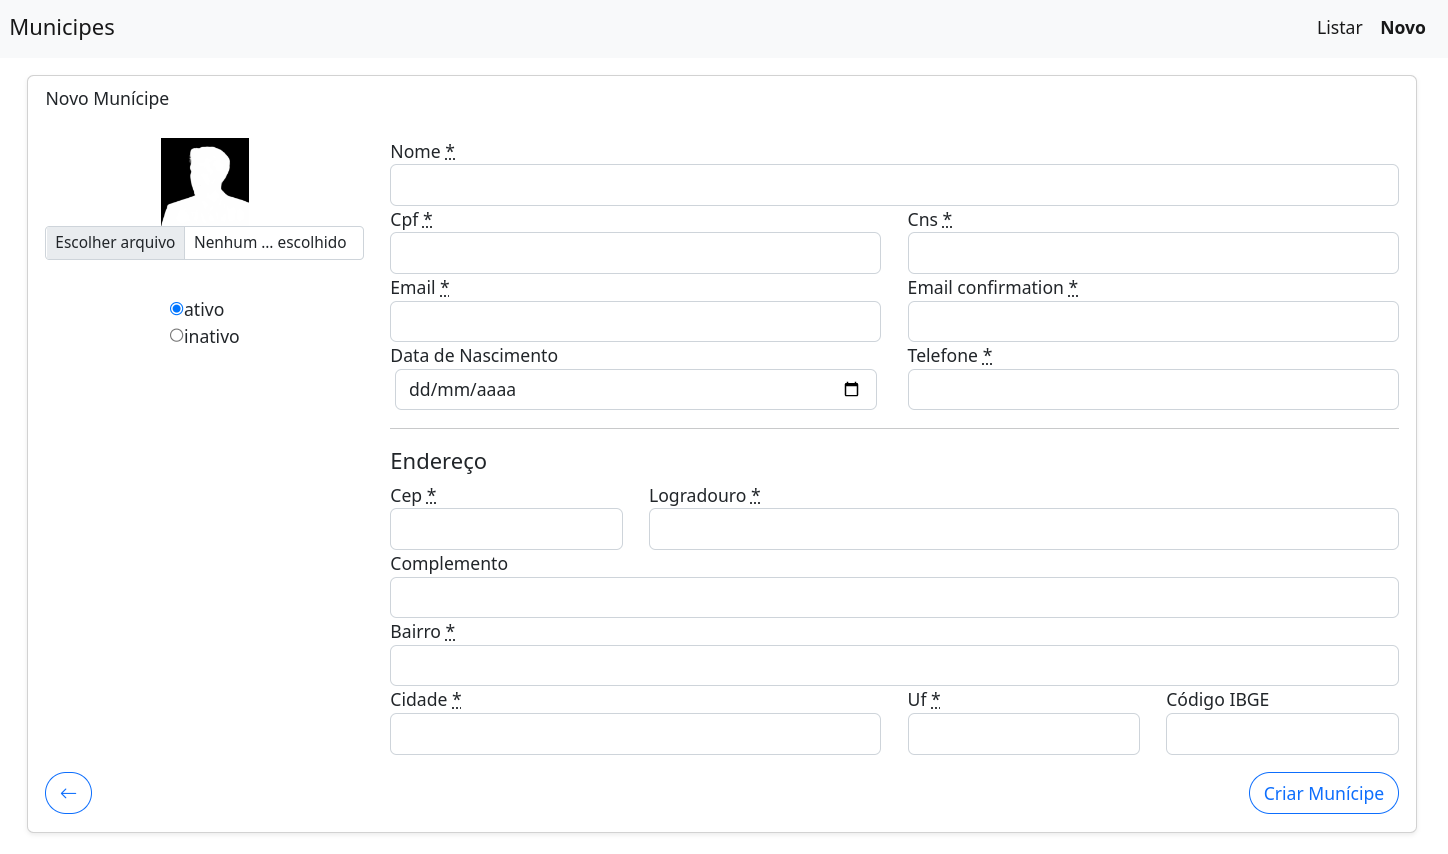 Municipes
Listar Novo
Novo Munícipe
Escolher arquivo Nenhum ... escolhido
ativo
inativo
Nome *
Cpf * Cns *
Email * Email confirmation *
Data de Nascimento Telefone *
dd/mm/aaaa
Endereço
Cep * Logradouro *
Complemento
Bairro *
Cidade * Uf * Código IBGE
Criar Munícipe